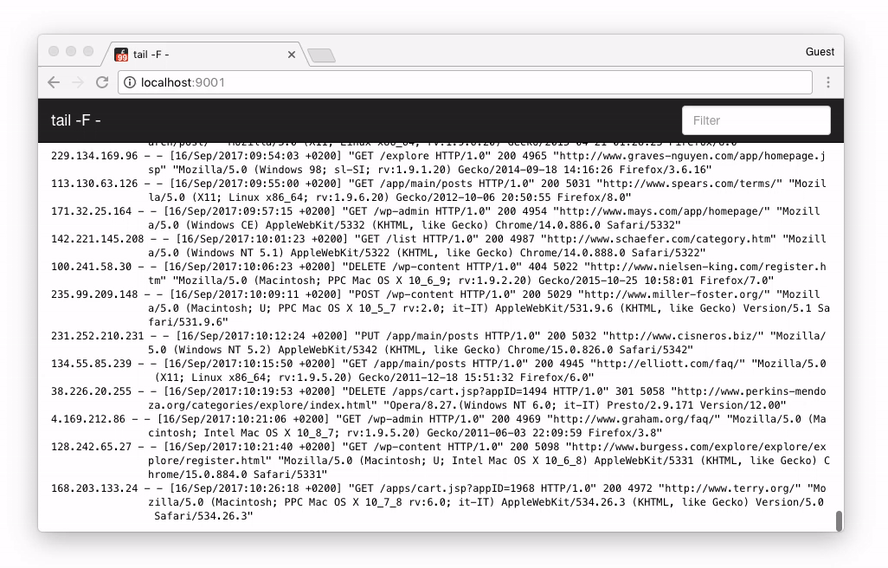 tail -F -
Guest
localhost:9001
tail -F -
Filter
229.134.169.96 - - [16/Sep/2017:09:54:03 +0200] "GET /explore HTTP/1.0" 200 4965 "http://www.graves-nguyen.com/app/homepage.j
sp" "Mozilla/5.0 (Windows 98; sl-SI; rv:1.9.1.20) Gecko/2014-09-18 14:16:26 Firefox/3.6.16"
113.130.63.126 - - [16/Sep/2017:09:55:00 +0200] "GET /app/main/posts HTTP/1.0" 200 5031 "http://www.spears.com/terms/" "Mozil
la/5.0 (X11; Linux x86_64; rv:1.9.6.20) Gecko/2012-10-06 20:50:55 Firefox/8.0"
171.32.25.164 - - [16/Sep/2017:09:57:15 +0200] "GET /wp-admin HTTP/1.0" 200 4954 "http://www.mays.com/app/homepage/" "Mozill
a/5.0 (Windows CE) AppleWebKit/5332 (KHTML, like Gecko) Chrome/14.0.886.0 Safari/5332"
142.221.145.208 - - [16/Sep/2017:10:01:23 +0200] "GET /list HTTP/1.0" 200 4987 "http://www.schaefer.com/category.htm" "Mozill
a/5.0 (Windows NT 5.1) AppleWebKit/5322 (KHTML, like Gecko) Chrome/14.0.888.0 Safari/5322"
100.241.58.30 - - [16/Sep/2017:10:06:23 +0200] "DELETE /wp-content HTTP/1.0" 404 5022 "http://www.nielsen-king.com/register.h
tm" "Mozilla/5.0 (Macintosh; PPC Mac OS X 10_6_9; rv:1.9.2.20) Gecko/2015-10-25 10:58:01 Firefox/7.0"
235.99.209.148 - - [16/Sep/2017:10:09:11 +0200] "POST /wp-content HTTP/1.0" 200 5029 "http://www.miller-foster.org/" "Mozill
a/5.0 (Macintosh; U; PPC Mac OS X 10_5_7 rv:2.0; it-IT) AppleWebKit/531.9.6 (KHTML, like Gecko) Version/5.1 Sa
fari/531.9.6"
231.252.210.231 - - [16/Sep/2017:10:12:24 +0200] "PUT /app/main/posts HTTP/1.0" 200 5032 "http://www.cisneros.biz/" "Mozilla/
5.0 (Windows NT 5.2) AppleWebKit/5342 (KHTML, like Gecko) Chrome/15.0.826.0 Safari/5342"
134.55.85.239 - - [16/Sep/2017:10:15:50 +0200] "GET /app/main/posts HTTP/1.0" 200 4945 "http://elliott.com/faq/" "Mozilla/5.0
(X11; Linux x86_64; rv:1.9.5.20) Gecko/2011-12-18 15:51:32 Firefox/6.0"
38.226.20.255 - - [16/Sep/2017:10:19:53 +0200] "DELETE /apps/cart.jsp?appID=1494 HTTP/1.0" 301 5058 "http://www.perkins-mendo
za.org/categories/explore/index.html" "Opera/8.27.(Windows NT 6.0; it-IT) Presto/2.9.171 Version/12.00"
4.169.212.86 - - [16/Sep/2017:10:21:06 +0200] "GET /wp-admin HTTP/1.0" 200 4969 "http://www.graham.org/faq/" "Mozilla/5.0 (Ma
cintosh; Intel Mac OS X 10_8_7; rv:1.9.5.20) Gecko/2011-06-03 22:09:59 Firefox/3.8"
128.242.65.27 - - [16/Sep/2017:10:21:40 +0200] "GET /wp-content HTTP/1.0" 200 5098 "http://www.burgess.com/explore/explore/ex
plore/register.html" "Mozilla/5.0 (Macintosh; U; Intel Mac OS X 10_6_8) AppleWebKit/5331 (KHTML, like Gecko) C
hrome/15.0.884.0 Safari/5331"
168.203.133.24 - - [16/Sep/2017:10:26:18 +0200] "GET /apps/cart.jsp?appID=1968 HTTP/1.0" 200 4972 "http://www.terry.org/" "Mo
zilla/5.0 (Macintosh; PPC Mac OS X 10_7_8 rv:6.0; it-IT) AppleWebKit/534.26.3 (KHTML, like Gecko) Version/5.0
Safari/534.26.3"